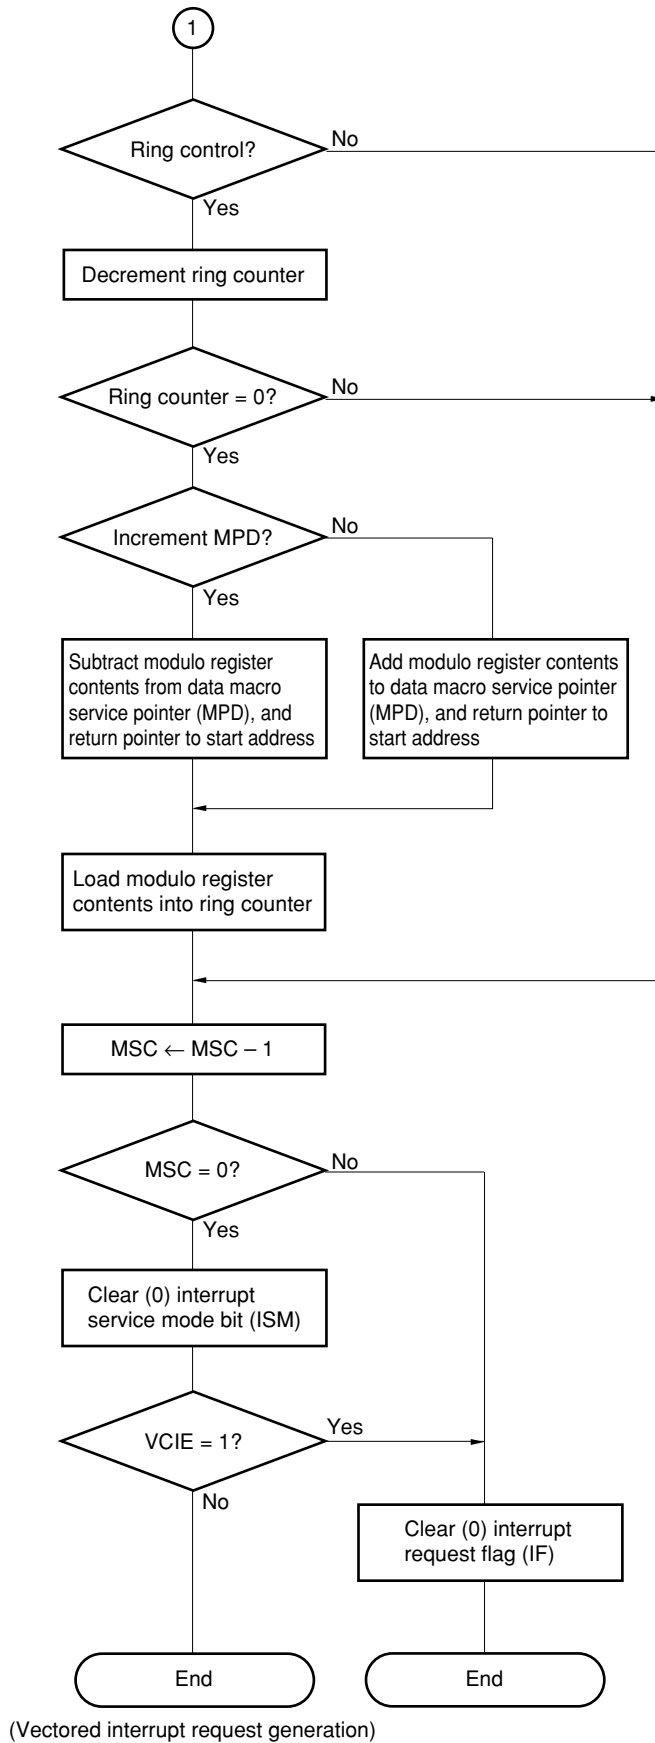 1
Ring control?
No
Yes
Decrement ring counter
Ring counter = 0?
No
Yes
Increment MPD?
No
Yes
Subtract modulo register
contents from data macro
service pointer (MPD), and
return pointer to start address
Add modulo register contents
to data macro service pointer
(MPD), and return pointer to
start address
Load modulo register
contents into ring counter
MSC ← MSC – 1
MSC = 0?
No
Yes
Clear (0) interrupt
service mode bit (ISM)
VCIE = 1?
Yes
No
Clear (0) interrupt
request flag (IF)
End
End
(Vectored interrupt request generation)